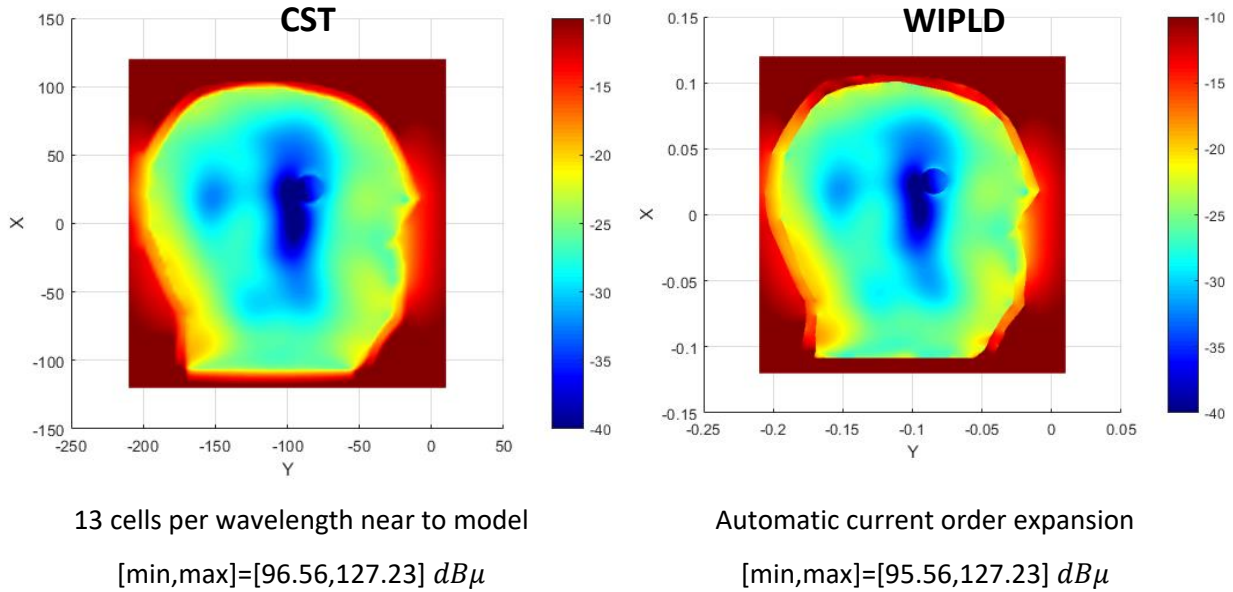 CST
WIPLD
150
100
50
0
-50
-100
-150
X
-250 -200 -150 -100 -50 0 50
Y
-10
-15
-20
-25
-30
-35
-40
0.15
0.1
0.05
0
-0.05
-0.1
-0.15
X
-0.25 -0.2 -0.15 -0.1 -0.05 0 0.05
Y
-10
-15
-20
-25
-30
-35
-40
13 cells per wavelength near to model
[min,max]=[96.56,127.23] dBμ
Automatic current order expansion
[min,max]=[95.56,127.23] dBμ